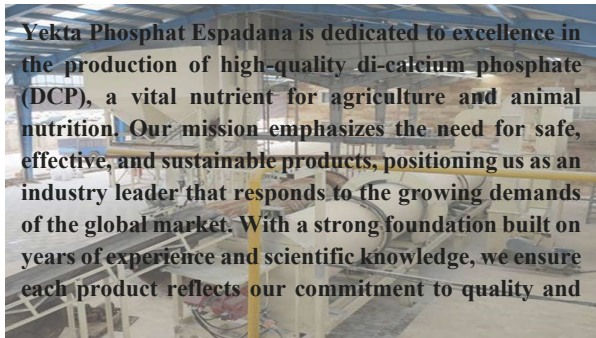 Yekta Phosphat Espadana is dedicated to excellence in
the production of high-quality di-calcium phosphate
(DCP), a vital nutrient for agriculture and animal
nutrition. Our mission emphasizes the need for safe,
effective, and sustainable products, positioning us as an
industry leader that responds to the growing demands
of the global market. With a strong foundation built on
years of experience and scientific knowledge, we ensure
each product reflects our commitment to quality and